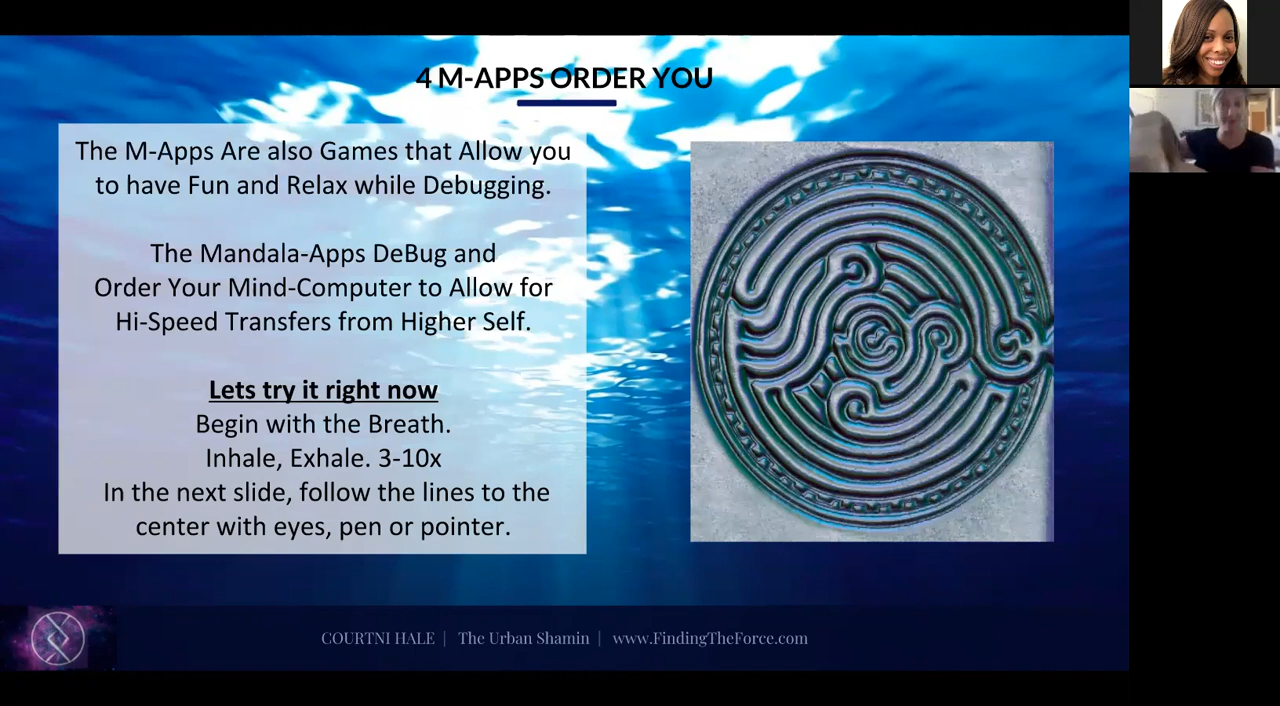 4 M-APPS ORDER YOU
The M-Apps Are also Games that Allow you
to have Fun and Relax while Debugging.
The Mandala-Apps DeBug and
Order Your Mind-Computer to Allow for
Hi-Speed Transfers from Higher Self.
Lets try it right now
Begin with the Breath.
Inhale, Exhale. 3-10x
In the next slide, follow the lines to the
center with eyes, pen or pointer.
COURTNI HALE | The Urban Shamin | www.FindingTheForce.com